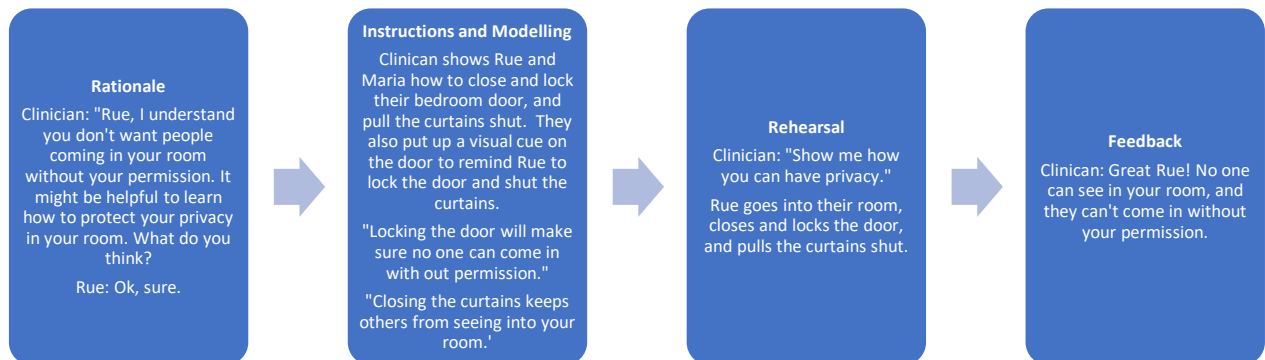 Rationale
Clinician: "Rue, I understand
you don't want people
coming in your room
without your permission. It
might be helpful to learn
how to protect your privacy
in your room. What do you
think?
Rue: Ok, sure.
Instructions and Modelling
Clinican shows Rue and
Maria how to close and lock
their bedroom door, and
pull the curtains shut.  They
also put up a visual cue on
the door to remind Rue to
lock the door and shut the
curtains.
"Locking the door will make
sure no one can come in
with out permission."
"Closing the curtains keeps
others from seeing into your
room.'
Rehearsal
Clinician: "Show me how
you can have privacy."
Rue goes into their room,
closes and locks the door,
and pulls the curtains shut.
Feedback
Clinican: Great Rue! No one
can see in your room, and
they can't come in without
your permission.